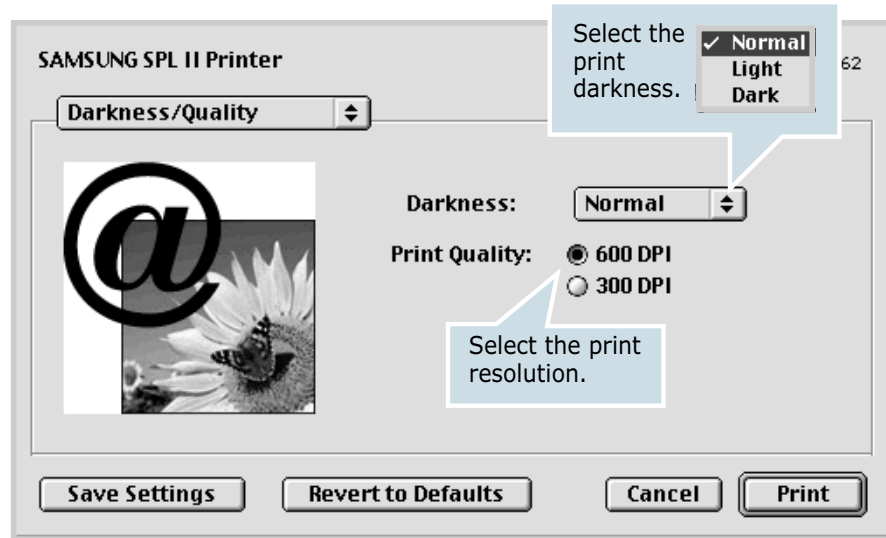 SAMSUNG SPL II Printer
62
Select the
print
darkness.
✓ Normal
Light
Dark
Darkness/Quality
@
Darkness:
Normal
Print Quality:
600 DPI
300 DPI
Select the print
resolution.
Save Settings
Revert to Defaults
Cancel
Print